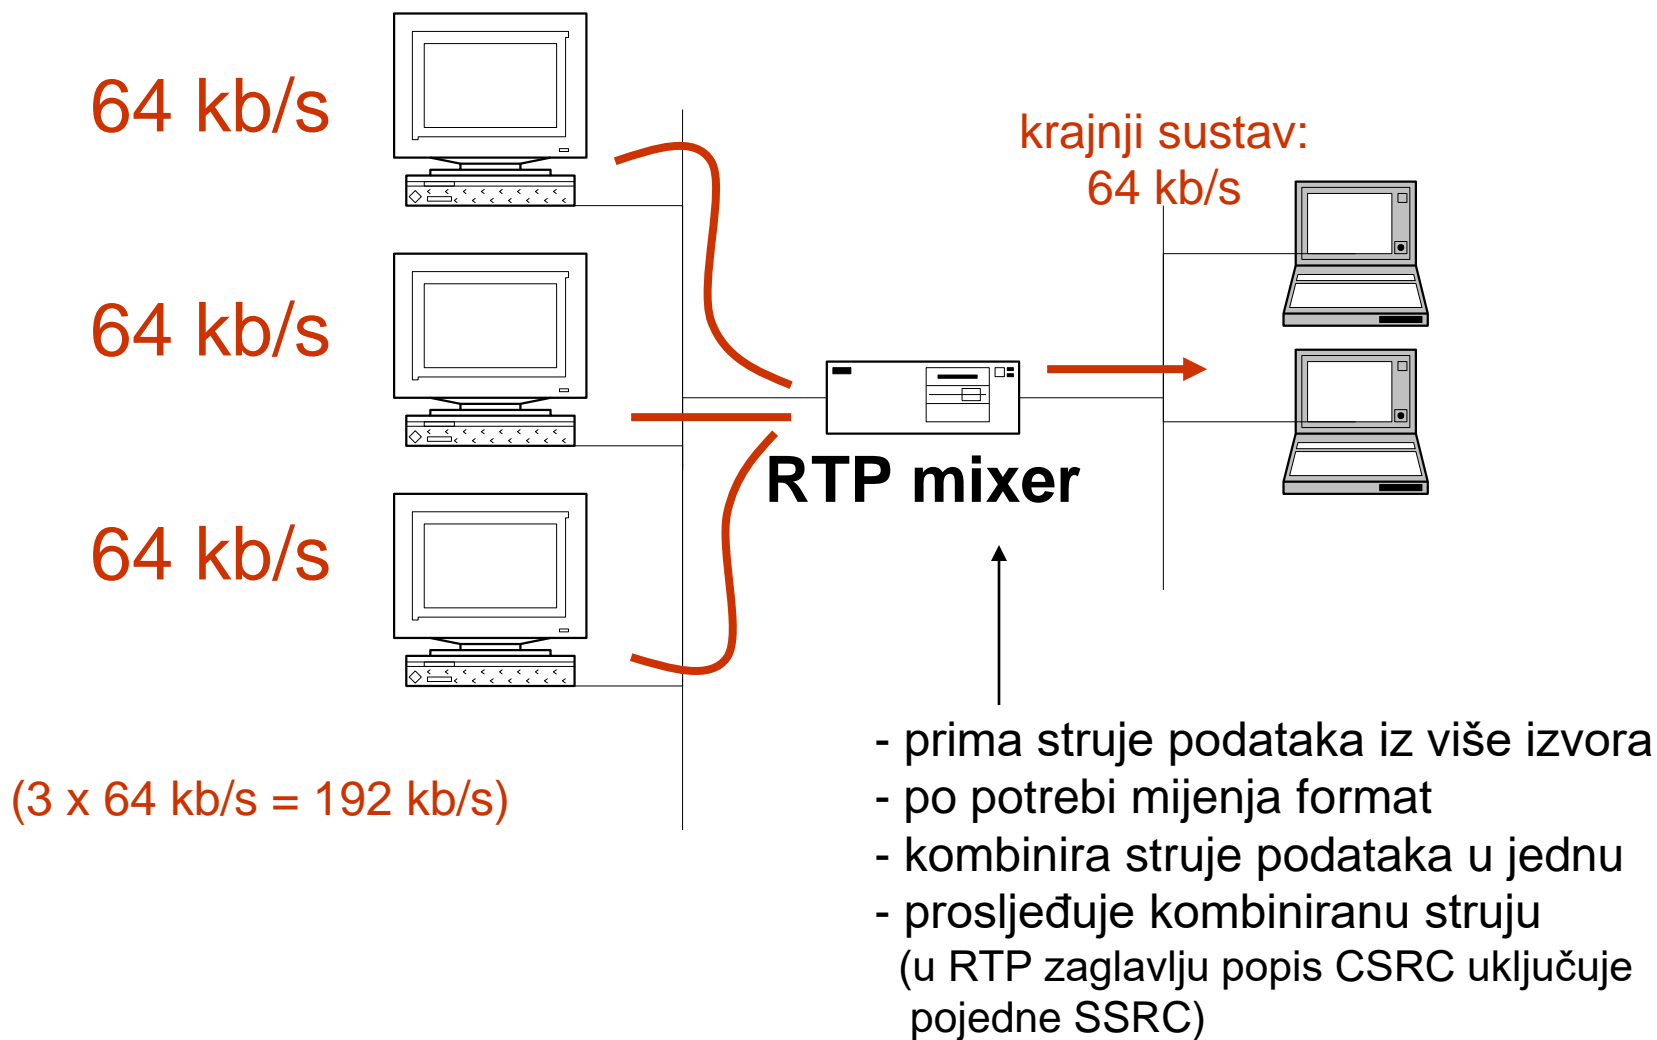 64 kb/s
krajnji sustav:
64 kb/s
64 kb/s
RTP mixer
64 kb/s
(3 x 64 kb/s = 192 kb/s)
- prima struje podataka iz više izvora
- po potrebi mijenja format
- kombinira struje podataka u jednu
- prosljeđuje kombiniranu struju
(u RTP zaglavlju popis CSRC uključuje
pojedne SSRC)